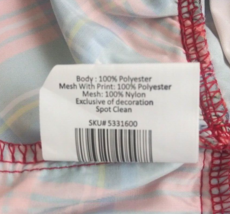 Body : 100% Polyester
Mesh With Print: 100% Polyester
Mesh: 100% Nylon
Exclusive of decoration
Spot Clean
SKU# 5331600